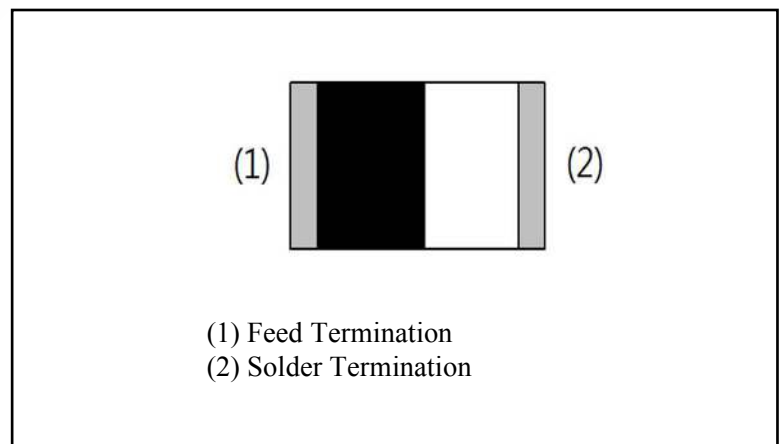 (1)
(2)
(1) Feed Termination
(2) Solder Termination